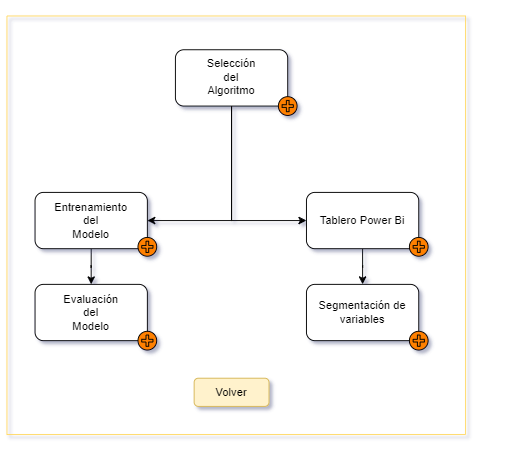 Selección
del
Algoritmo
Entrenamiento
del
Modelo
Tablero Power Bi
Evaluación
del
Modelo
Segmentación de
variables
Volver